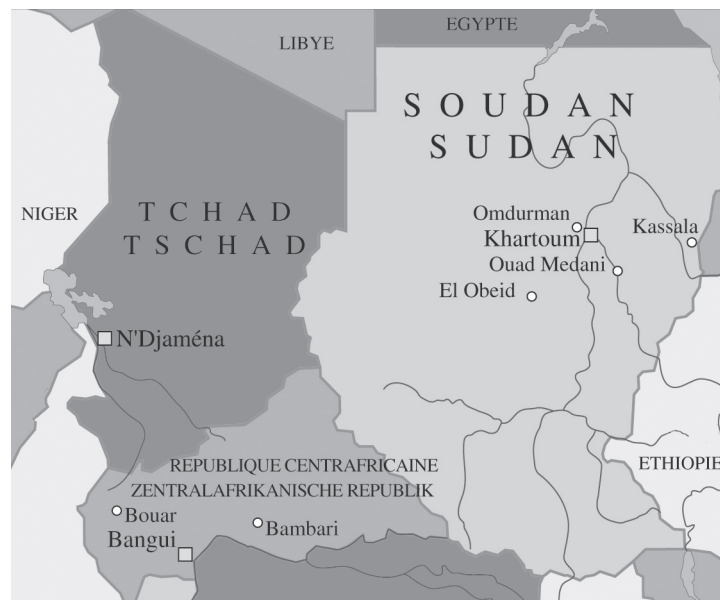 EGYPTE
LIBYE
SOUDAN
SUDAN
NIGER
TCHAD
TSCHAD
Omdurman
Khartoum
Kassala
Ouad Medani
El Obeid
N'Djaména
REPUBLIQUE CENTRAFRICAINE
ZENTRALAFRIKANISCHE REPUBLIK
ETHIOPIE
Bouar
Bambari
Bangui